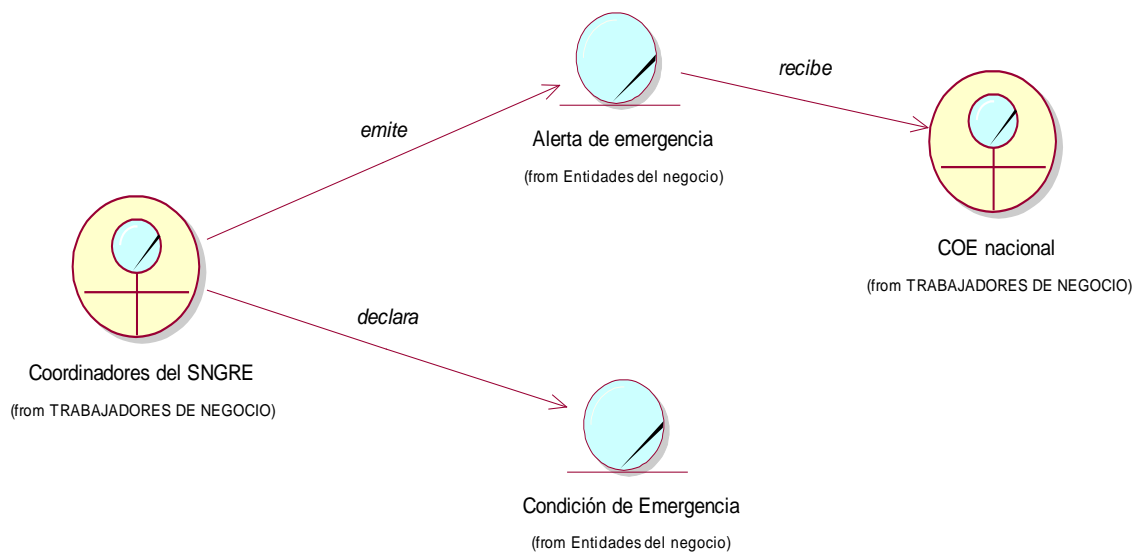 emite
Alerta de emergencia
(from Entidades del negocio)
recibe
COE nacional
(from TRABAJADORES DE NEGOCIO)
Coordinadores del SNGRE
(from TRABAJADORES DE NEGOCIO)
declara
Condición de Emergencia
(from Entidades del negocio)